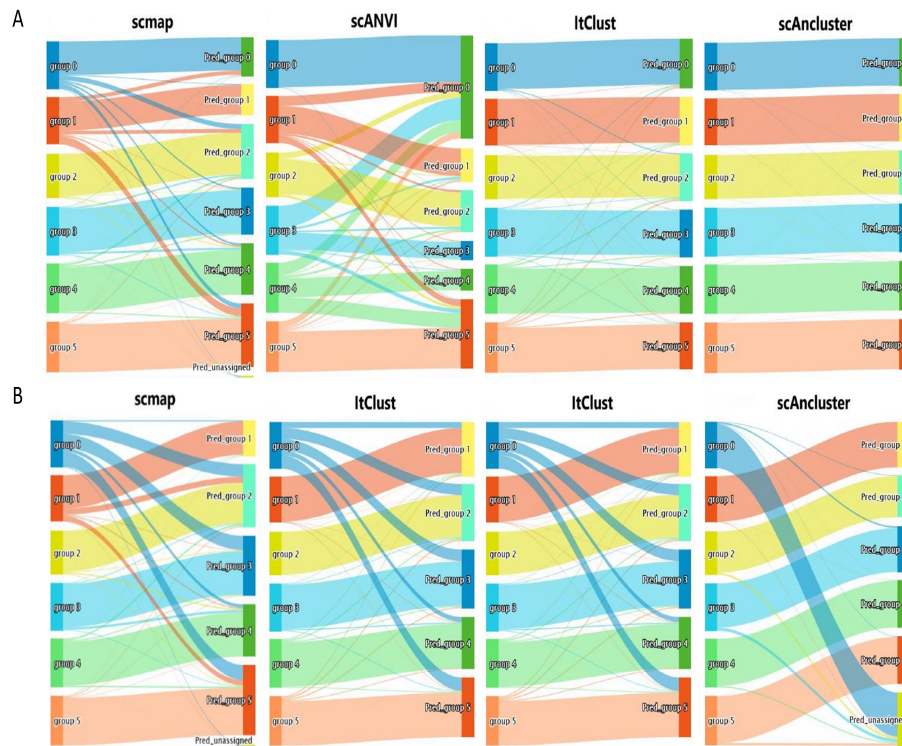 A
scmap
scANVI
ItClust
scAncluster
group 0
group 1
group 2
group 3
group 4
group 5
Pred_group 0
Pred_group 1
Pred_group 2
Pred_group 3
Pred_group 4
Pred_group 5
Pred_unassigned
group 0
group 1
group 2
group 3
group 4
group 5
Pred_group 0
Pred_group 1
Pred_group 2
Pred_group 3
Pred_group 4
Pred_group 5
group 0
group 1
group 2
group 3
group 4
group 5
Pred_group 0
Pred_group 1
Pred_group 2
Pred_group 3
Pred_group 4
Pred_group 5
group 0
group 1
group 2
group 3
group 4
group 5
Pred_group
Pred_group
Pred_group
Pred_group
Pred_group
Pred_group
B
scmap
ItClust
ItClust
scAncluster
group 0
group 1
group 2
group 3
group 4
group 5
Pred_group 1
Pred_group 2
Pred_group 3
Pred_group 4
Pred_group 5
Pred_unassigned
group 0
group 1
group 2
group 3
group 4
group 5
Pred_group 1
Pred_group 2
Pred_group 3
Pred_group 4
Pred_group 5
group 0
group 1
group 2
group 3
group 4
group 5
Pred_group 1
Pred_group 2
Pred_group 3
Pred_group 4
Pred_group 5
group 0
group 1
group 2
group 3
group 4
group 5
Pred_group
Pred_group
Pred_group
Pred_group
Pred_group
Pred_unassigne